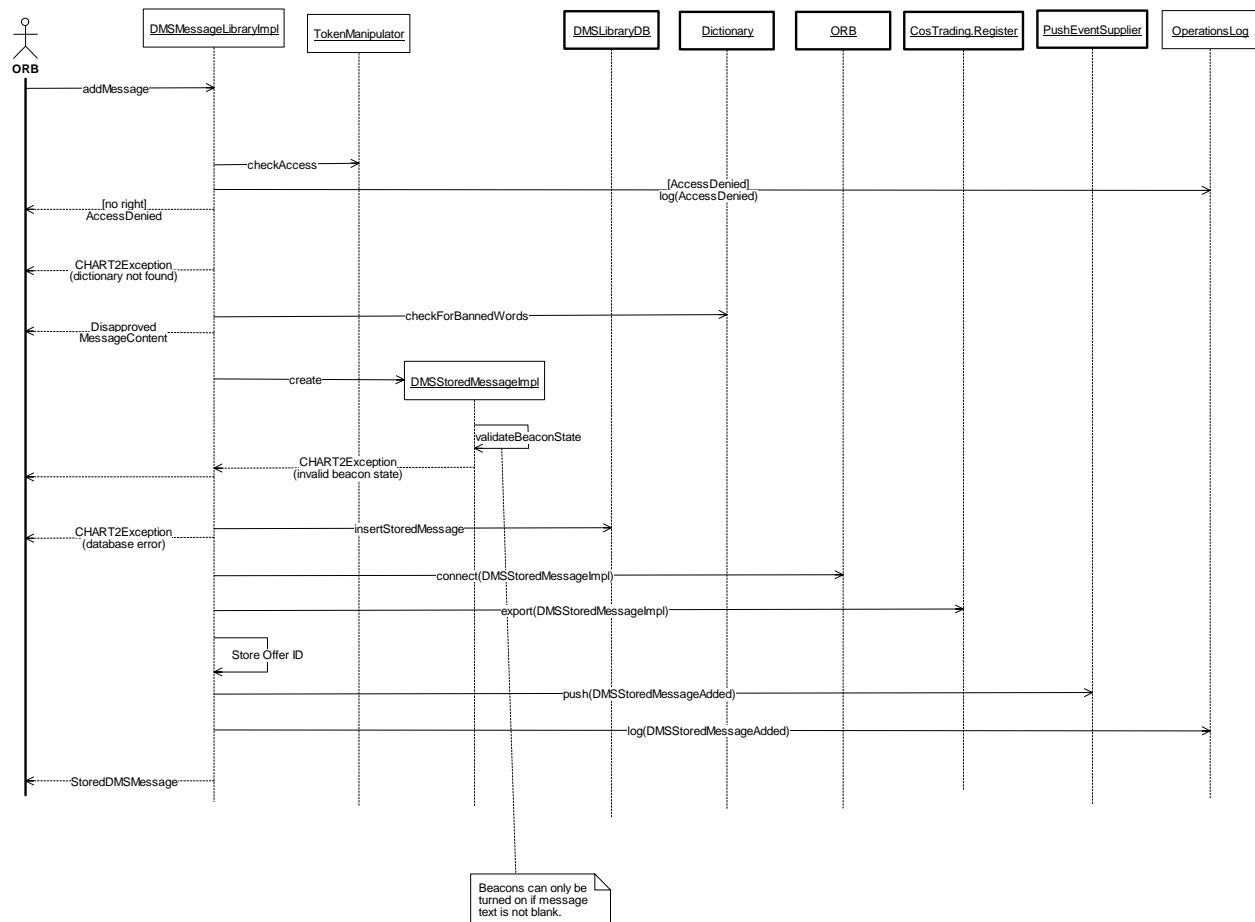 DMSMessageLibraryImpl
TokenManipulator
DMSLibraryDB
Dictionary
ORB
CosTrading.Register
PushEventSupplier
OperationsLog
ORB
addMessage
checkAccess
[AccessDenied]
log(AccessDenied)
[no right]
AccessDenied
CHART2Exception
(dictionary not found)
checkForBannedWords
Disapproved
MessageContent
create
DMSStoredMessageImpl
validateBeaconState
CHART2Exception
(invalid beacon state)
insertStoredMessage
CHART2Exception
(database error)
connect(DMSStoredMessageImpl)
export(DMSStoredMessageImpl)
Store Offer ID
push(DMSStoredMessageAdded)
log(DMSStoredMessageAdded)
StoredDMSMessage
Beacons can only be
turned on if message
text is not blank.